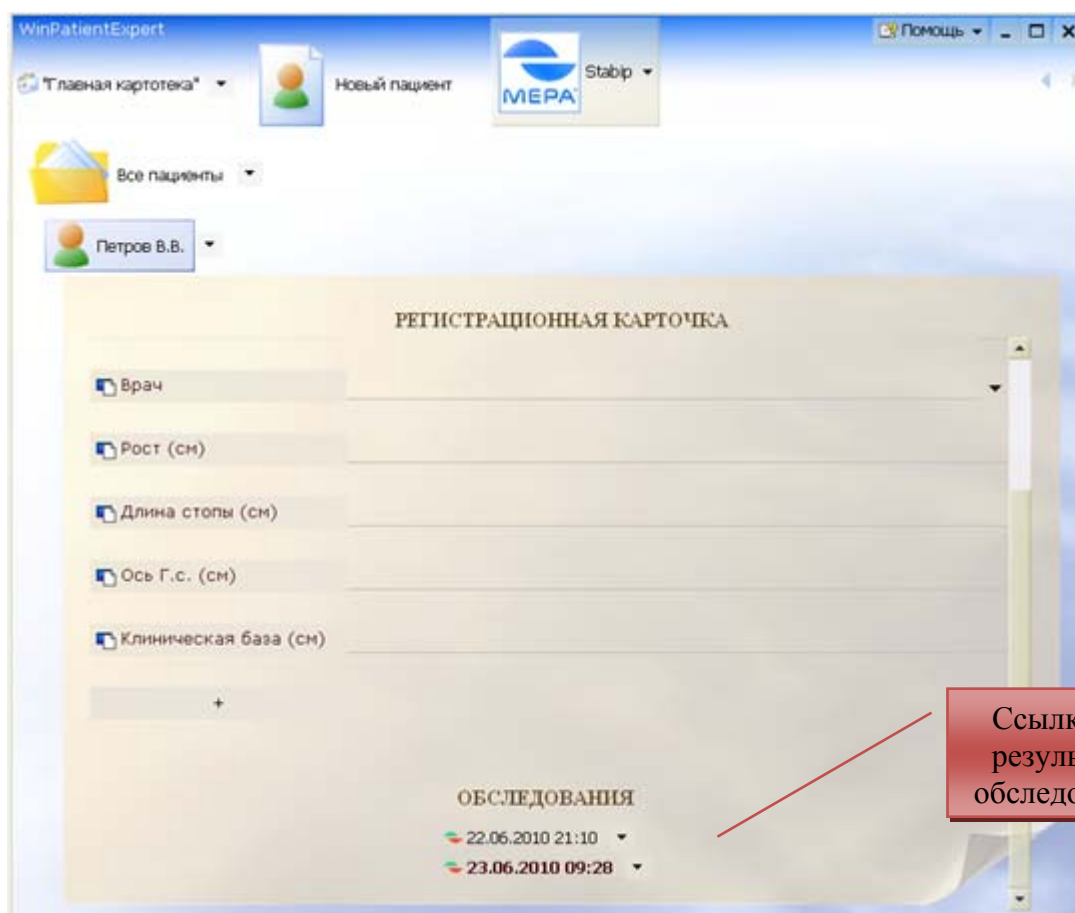 WinPatientExpert
Помощь
"Главная картотека"
Новый пациент
МЕРА
Stabip
Все пациенты
Петров В.В.
РЕГИСТРАЦИОННАЯ КАРТОЧКА
Врач
Рост (см)
Длина стопы (см)
Ось Г.с. (см)
Клиническая база (см)
+
ОБСЛЕДОВАНИЯ
22.06.2010 21:10
23.06.2010 09:28